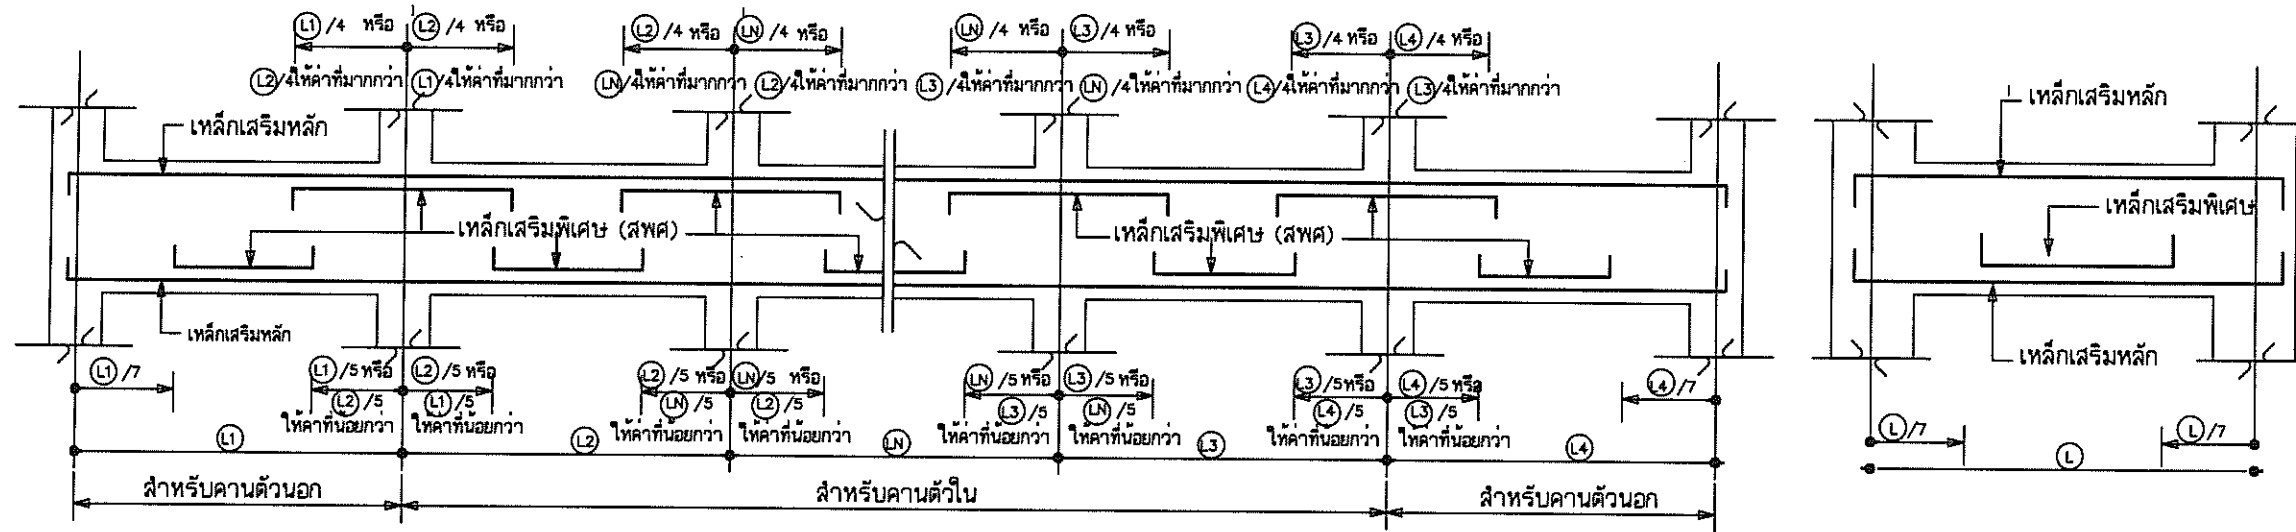 L1 /4 หรือ L2 /4 หรือ L2 /4 หรือ LN /4 หรือ LN /4 หรือ L3 /4 หรือ L3 /4 หรือ L4 /4 หรือ
L2 /4ให้ค่าที่มากกว่า L1 /4ให้ค่าที่มากกว่า LN /4ให้ค่าที่มากกว่า L2 /4ให้ค่าที่มากกว่า L3 /4ให้ค่าที่มากกว่า LN /4ให้ค่าที่มากกว่า L4 /4ให้ค่าที่มากกว่า L3 /4ให้ค่าที่มากกว่า
เหล็กเสริมหลัก เหล็กเสริมหลัก
เหล็กเสริมพิเศษ (สพศ) เหล็กเสริมพิเศษ (สพศ) เหล็กเสริมพิเศษ
เหล็กเสริมหลัก เหล็กเสริมหลัก
L1 /7 L1 /5 หรือ L2 /5 หรือ L2 /5 หรือ LN /5 หรือ LN /5 หรือ L3 /5 หรือ L3 /5 หรือ L4 /5 หรือ L4 /7
L2 /5 L1 /5 LN /5 L2 /5 L3 /5 LN /5 L4 /5 L3 /5
ให้ค่าที่น้อยกว่า ให้ค่าที่น้อยกว่า ให้ค่าที่น้อยกว่า ให้ค่าที่น้อยกว่า ให้ค่าที่น้อยกว่า ให้ค่าที่น้อยกว่า ให้ค่าที่น้อยกว่า ให้ค่าที่น้อยกว่า L /7 L /7
L1 L2 LN L3 L4 L
สำหรับคานตัวนอก สำหรับคานตัวใน สำหรับคานตัวนอก